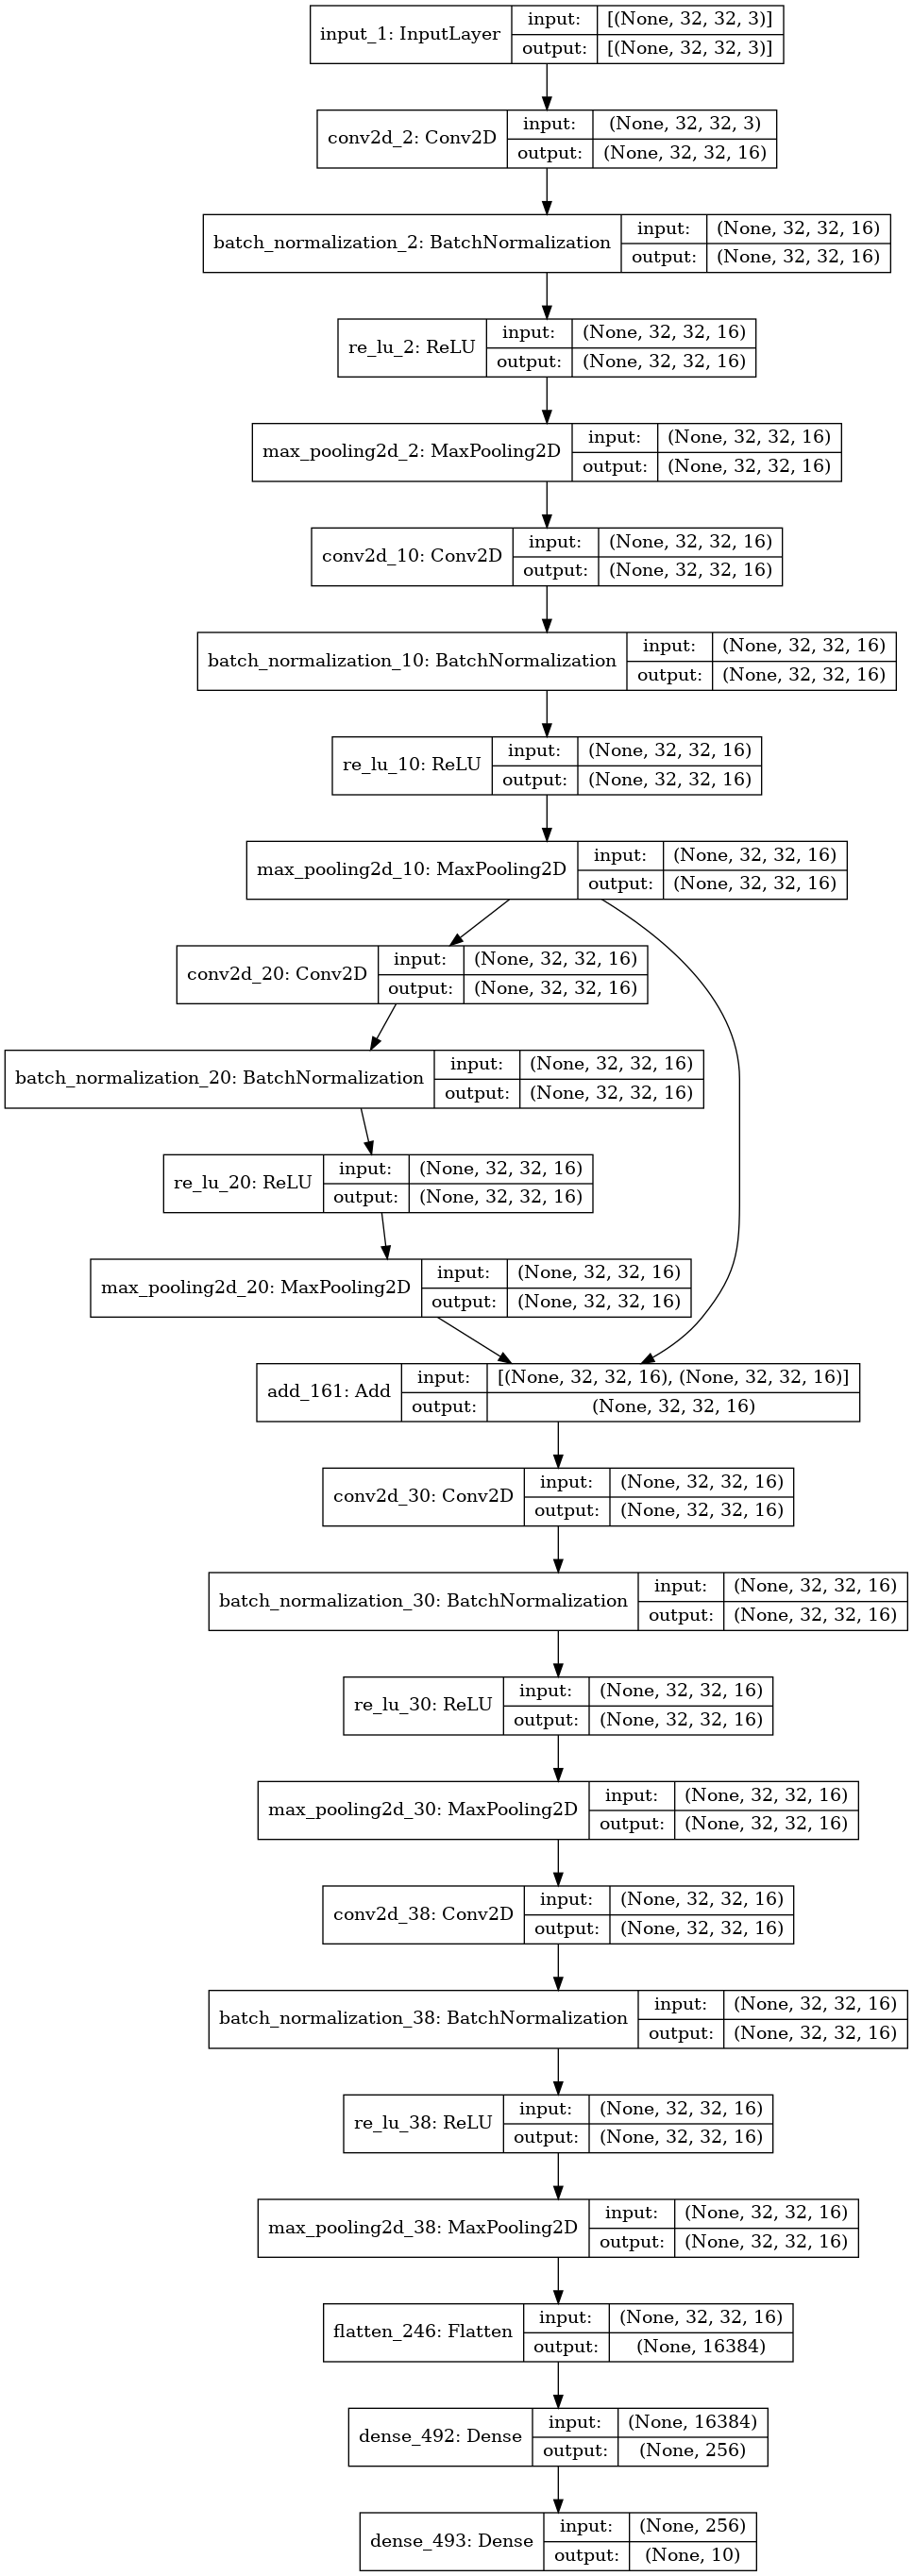 input_1: InputLayer
input: [(None, 32, 32, 3)]
output: [(None, 32, 32, 3)]
conv2d_2: Conv2D
input: (None, 32, 32, 3)
output: (None, 32, 32, 16)
batch_normalization_2: BatchNormalization
input: (None, 32, 32, 16)
output: (None, 32, 32, 16)
re_lu_2: ReLU
input: (None, 32, 32, 16)
output: (None, 32, 32, 16)
max_pooling2d_2: MaxPooling2D
input: (None, 32, 32, 16)
output: (None, 32, 32, 16)
conv2d_10: Conv2D
input: (None, 32, 32, 16)
output: (None, 32, 32, 16)
batch_normalization_10: BatchNormalization
input: (None, 32, 32, 16)
output: (None, 32, 32, 16)
re_lu_10: ReLU
input: (None, 32, 32, 16)
output: (None, 32, 32, 16)
max_pooling2d_10: MaxPooling2D
input: (None, 32, 32, 16)
output: (None, 32, 32, 16)
conv2d_20: Conv2D
input: (None, 32, 32, 16)
output: (None, 32, 32, 16)
batch_normalization_20: BatchNormalization
input: (None, 32, 32, 16)
output: (None, 32, 32, 16)
re_lu_20: ReLU
input: (None, 32, 32, 16)
output: (None, 32, 32, 16)
max_pooling2d_20: MaxPooling2D
input: (None, 32, 32, 16)
output: (None, 32, 32, 16)
add_161: Add
input: [(None, 32, 32, 16), (None, 32, 32, 16)]
output: (None, 32, 32, 16)
conv2d_30: Conv2D
input: (None, 32, 32, 16)
output: (None, 32, 32, 16)
batch_normalization_30: BatchNormalization
input: (None, 32, 32, 16)
output: (None, 32, 32, 16)
re_lu_30: ReLU
input: (None, 32, 32, 16)
output: (None, 32, 32, 16)
max_pooling2d_30: MaxPooling2D
input: (None, 32, 32, 16)
output: (None, 32, 32, 16)
conv2d_38: Conv2D
input: (None, 32, 32, 16)
output: (None, 32, 32, 16)
batch_normalization_38: BatchNormalization
input: (None, 32, 32, 16)
output: (None, 32, 32, 16)
re_lu_38: ReLU
input: (None, 32, 32, 16)
output: (None, 32, 32, 16)
max_pooling2d_38: MaxPooling2D
input: (None, 32, 32, 16)
output: (None, 32, 32, 16)
flatten_246: Flatten
input: (None, 32, 32, 16)
output: (None, 16384)
dense_492: Dense
input: (None, 16384)
output: (None, 256)
dense_493: Dense
input: (None, 256)
output: (None, 10)